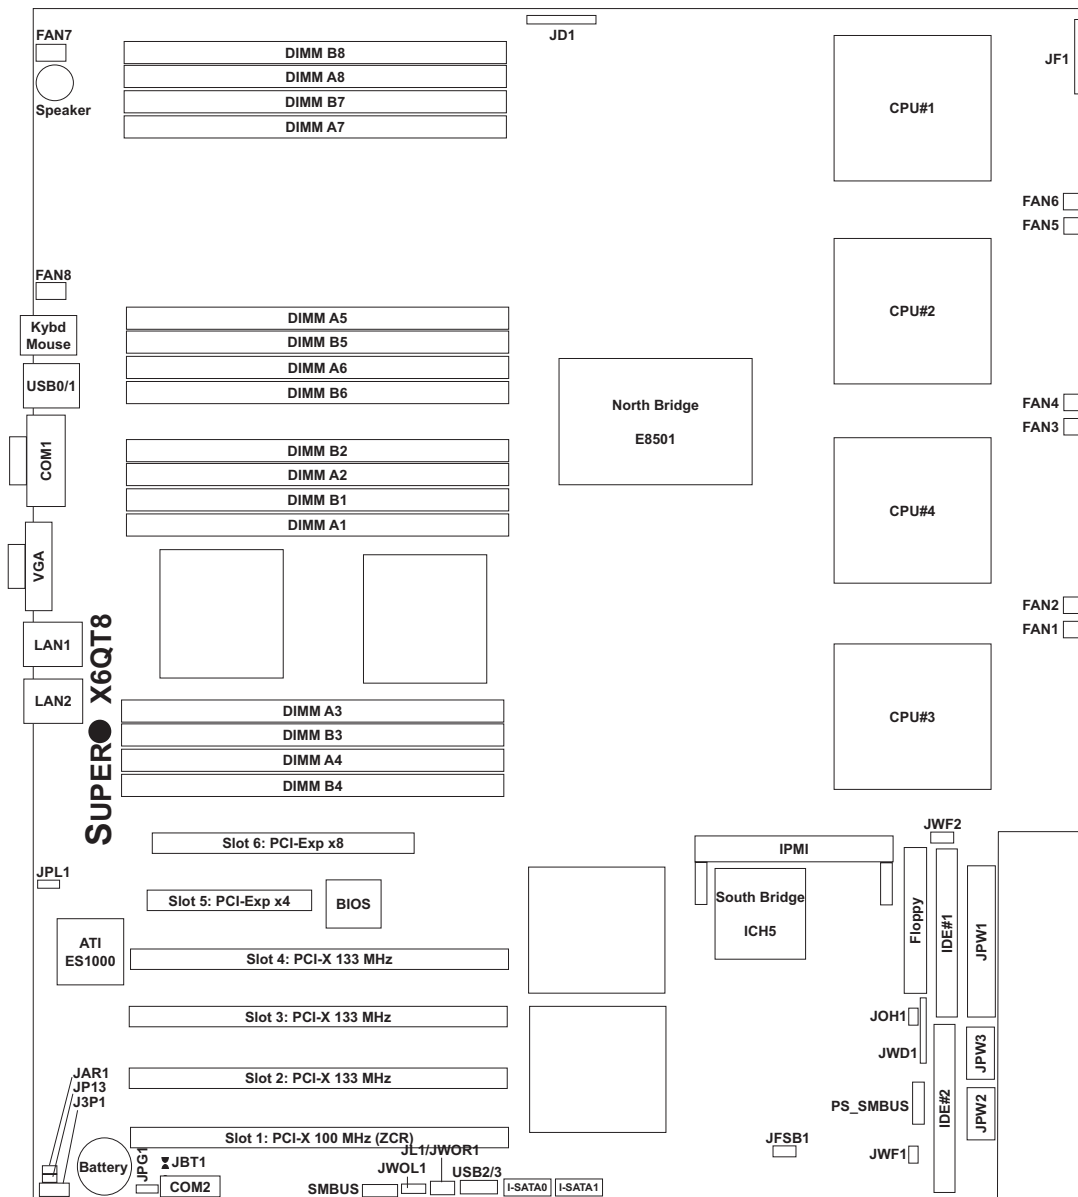 FAN7
Speaker
DIMM B8
DIMM A8
DIMM B7
DIMM A7
JD1
CPU#1
JF1
FAN6
FAN5
FAN8
Kybd
Mouse
USB0/1
COM1
VGA
LAN1
LAN2
DIMM A5
DIMM B5
DIMM A6
DIMM B6
DIMM B2
DIMM A2
DIMM B1
DIMM A1
North Bridge
E8501
CPU#2
FAN4
FAN3
CPU#4
FAN2
FAN1
CPU#3
SUPER X6QT8
DIMM A3
DIMM B3
DIMM A4
DIMM B4
Slot 6: PCI-Exp x8
JPL1
Slot 5: PCI-Exp x4
BIOS
ATI
ES1000
Slot 4: PCI-X 133 MHz
Slot 3: PCI-X 133 MHz
Slot 2: PCI-X 133 MHz
Slot 1: PCI-X 100 MHz (ZCR)
IPMI
South Bridge
ICH5
JWF2
Floppy
IDE#1
JPW1
JOH1
JWD1
JPW3
PS_SMBUS
IDE#2
JPW2
JFSB1
JWF1
JAR1
JP13
J3P1
Battery
JPG1
JBT1
COM2
SMBUS
JWOL1
JL1/JWOR1
USB2/3
I-SATA0
I-SATA1